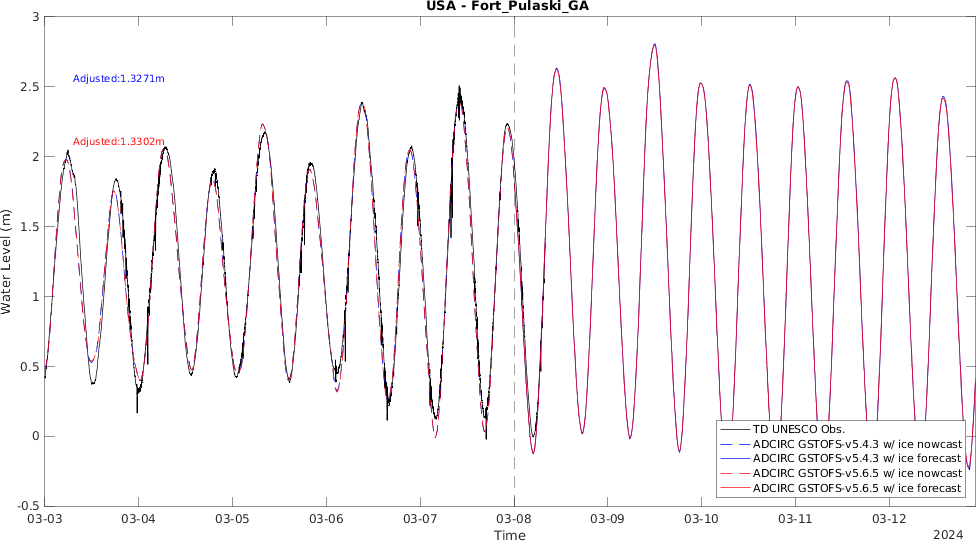 USA - Fort_Pulaski_GA
3
2.5
2
1.5
1
0.5
0
-0.5
Water Level (m)
Adjusted:1.3271m
Adjusted:1.3302m
TD UNESCO Obs.
ADCIRC GSTOFS-v5.4.3 w/ ice nowcast
ADCIRC GSTOFS-v5.4.3 w/ ice forecast
ADCIRC GSTOFS-v5.6.5 w/ ice nowcast
ADCIRC GSTOFS-v5.6.5 w/ ice forecast
03-03 03-04 03-05 03-06 03-07 03-08 03-09 03-10 03-11 03-12
Time
2024